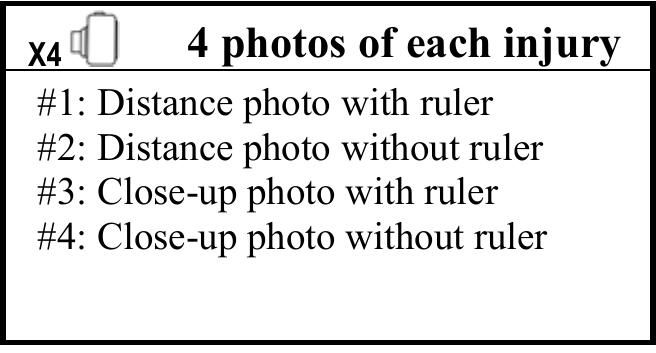 X4 4 photos of each injury
#1: Distance photo with ruler
#2: Distance photo without ruler
#3: Close-up photo with ruler
#4: Close-up photo without ruler